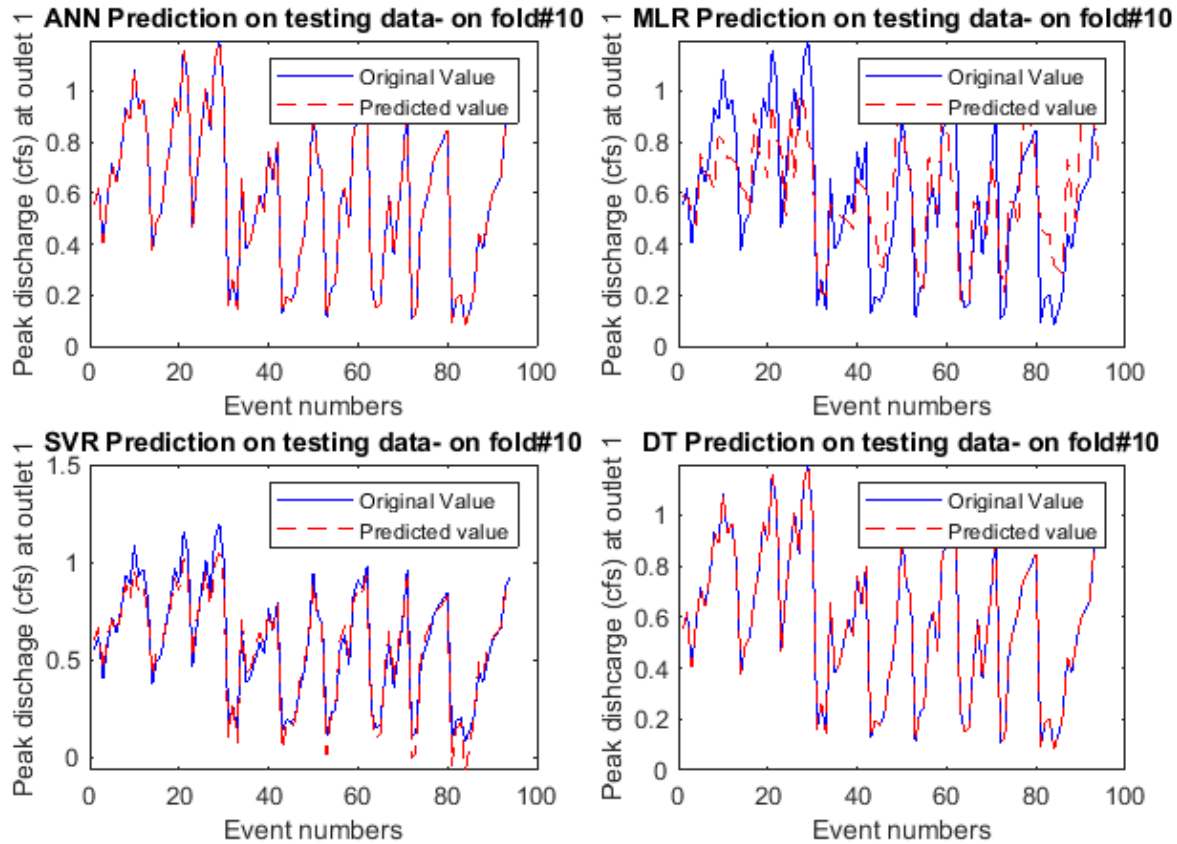 ANN Prediction on testing data- on fold#10
Peak discharge (cfs) at outlet 1
1
0.8
0.6
0.4
0.2
0
Original Value
Predicted value
0
20
40
60
80
100
Event numbers
MLR Prediction on testing data- on fold#10
Peak discharge (cfs) at outlet 1
1
0.8
0.6
0.4
0.2
0
Original Value
Predicted value
0
20
40
60
80
100
Event numbers
SVR Prediction on testing data- on fold#10
Peak dischage (cfs) at outlet 1
1.5
1
0.5
0
Original Value
Predicted value
0
20
40
60
80
100
Event numbers
DT Prediction on testing data- on fold#10
Peak dishcarge (cfs) at outlet 1
1
0.8
0.6
0.4
0.2
0
Original Value
Predicted value
0
20
40
60
80
100
Event numbers